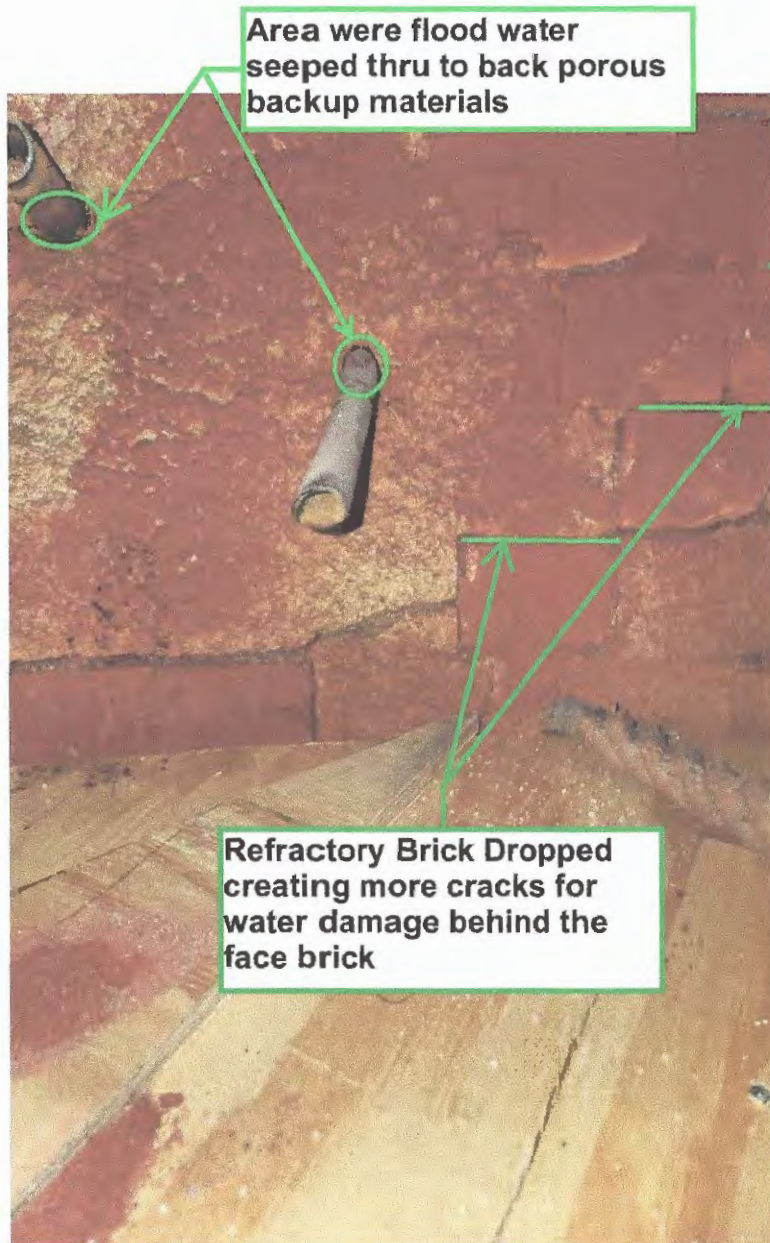 Area were flood water
seeped thru to back porous
backup materials
Refractory Brick Dropped
creating more cracks for
water damage behind the
face brick